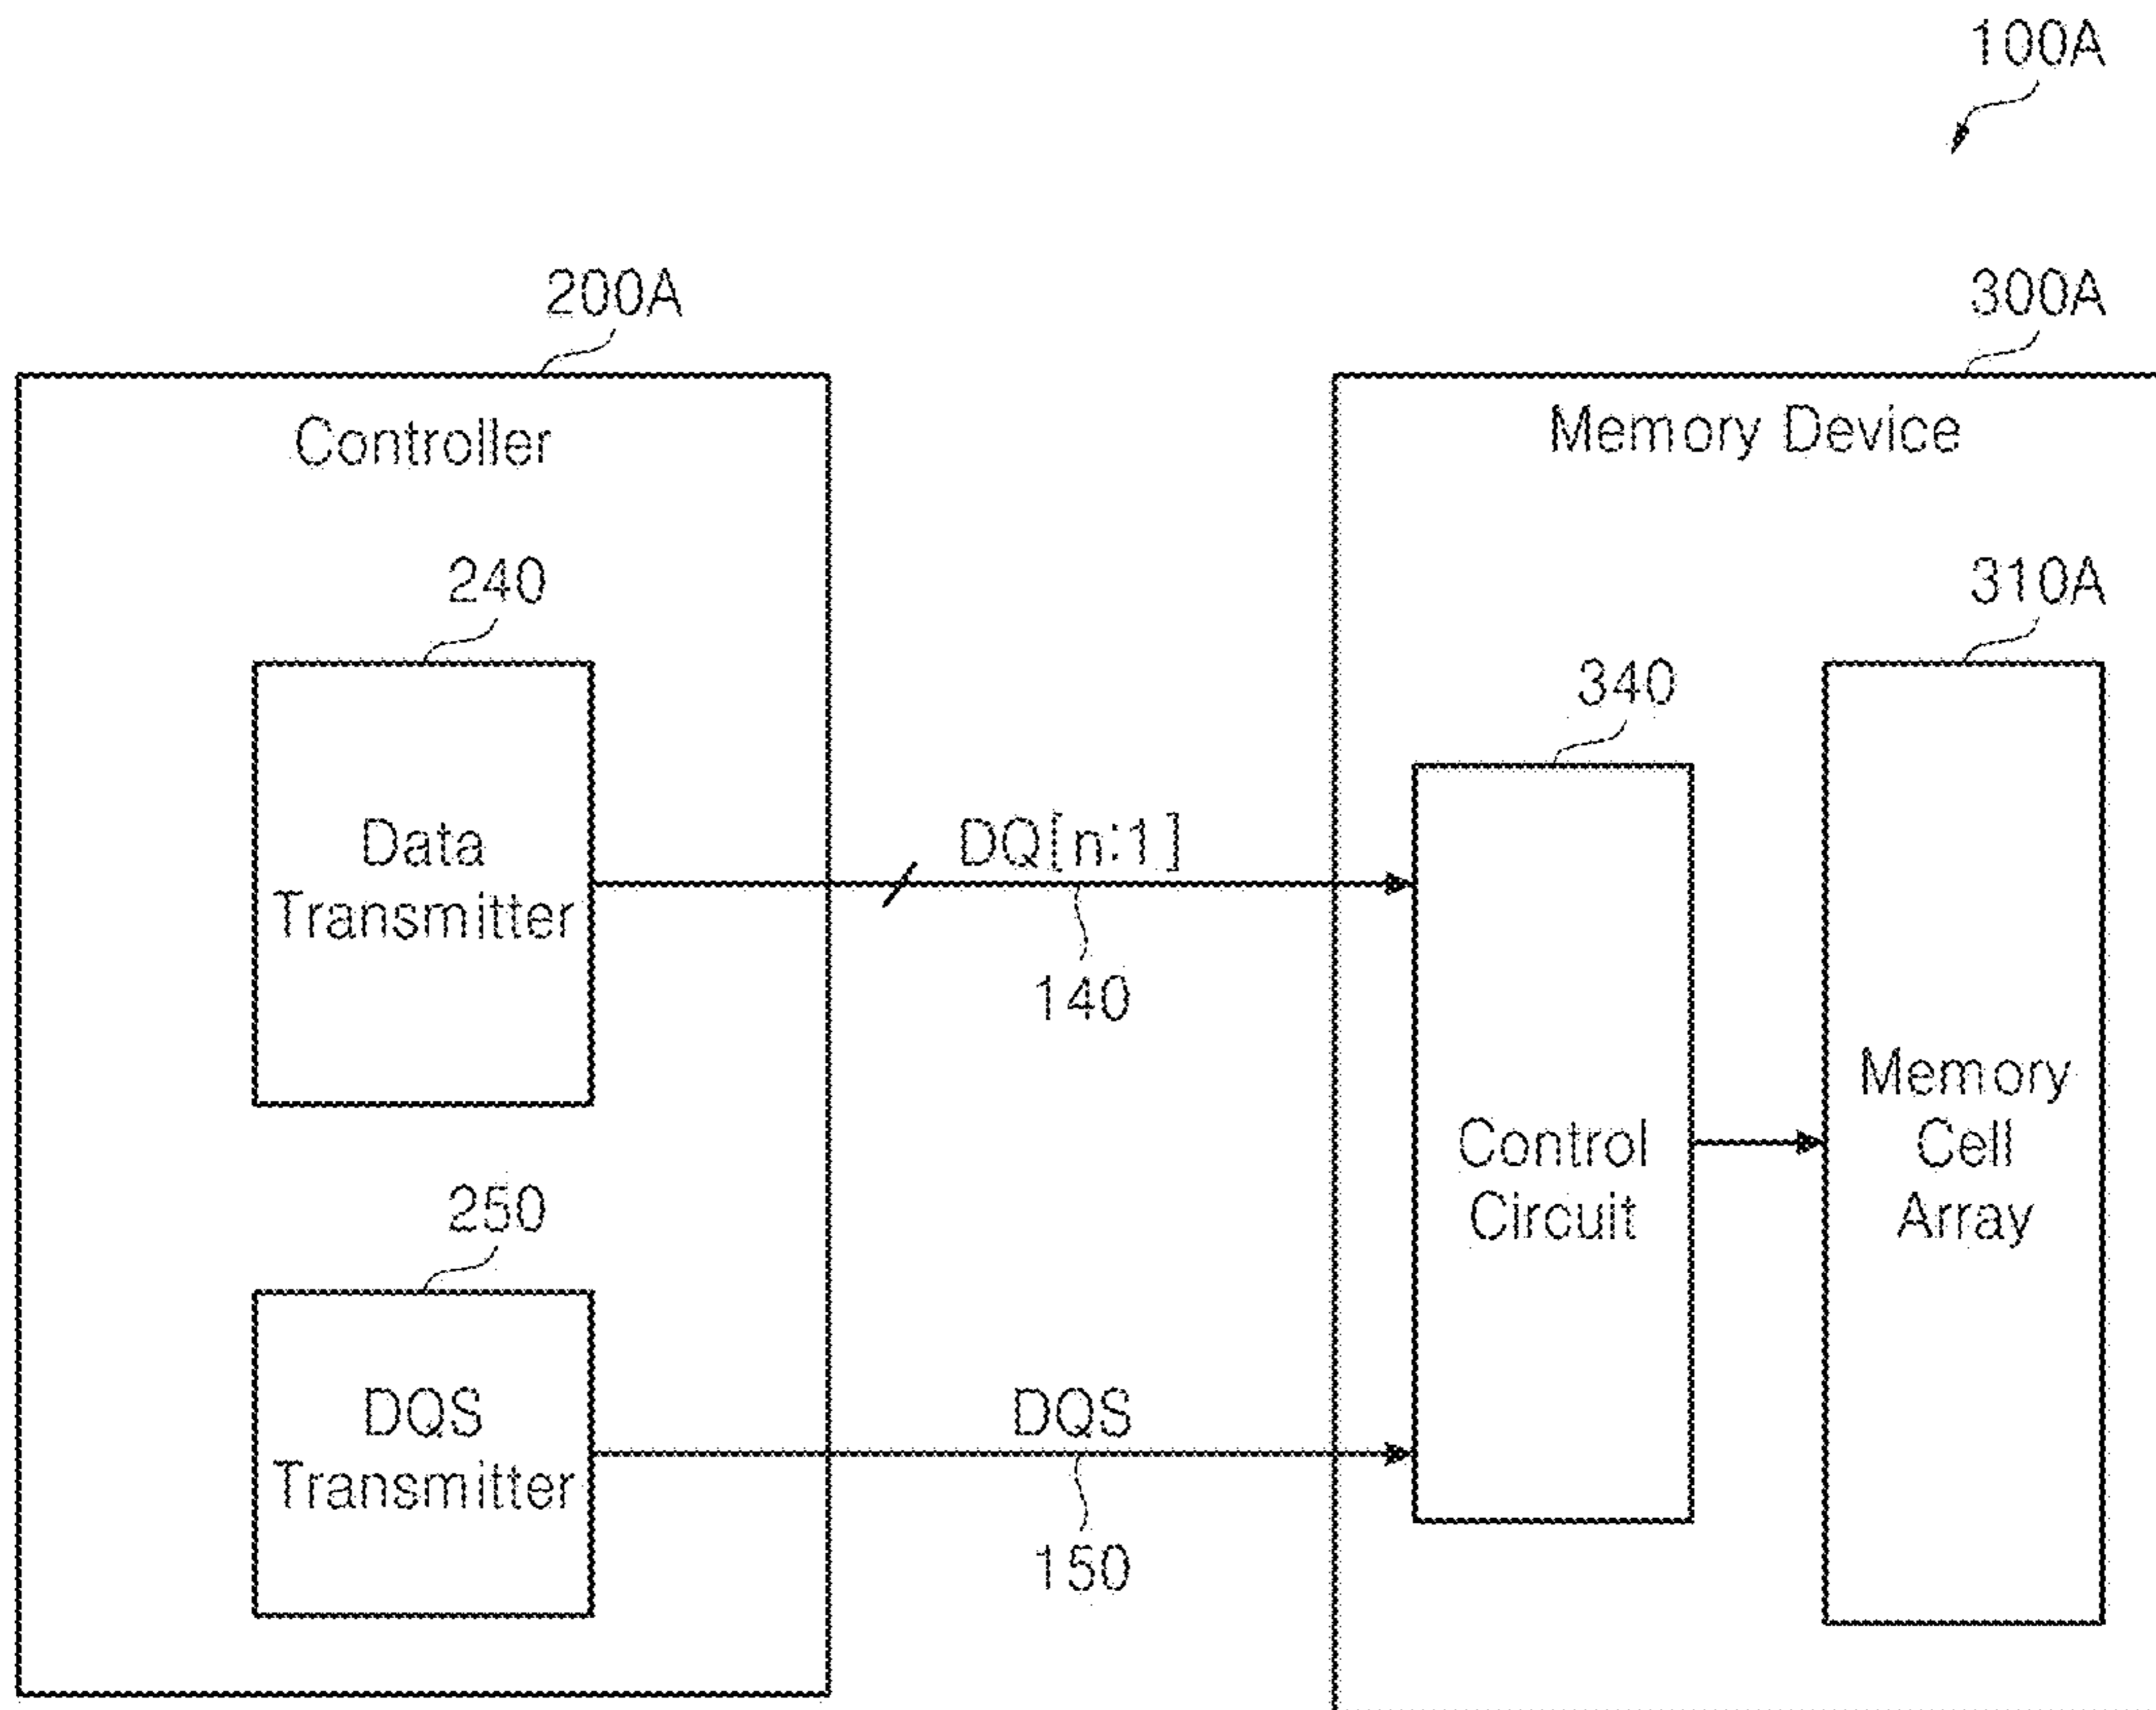 100A
200A
300A
Controller
Memory Device
240
310A
340
Data
Transmitter
DQ[n:1]
140
Memory
Cell
Array
Control
Circuit
250
DQS
Transmitter
DQS
150